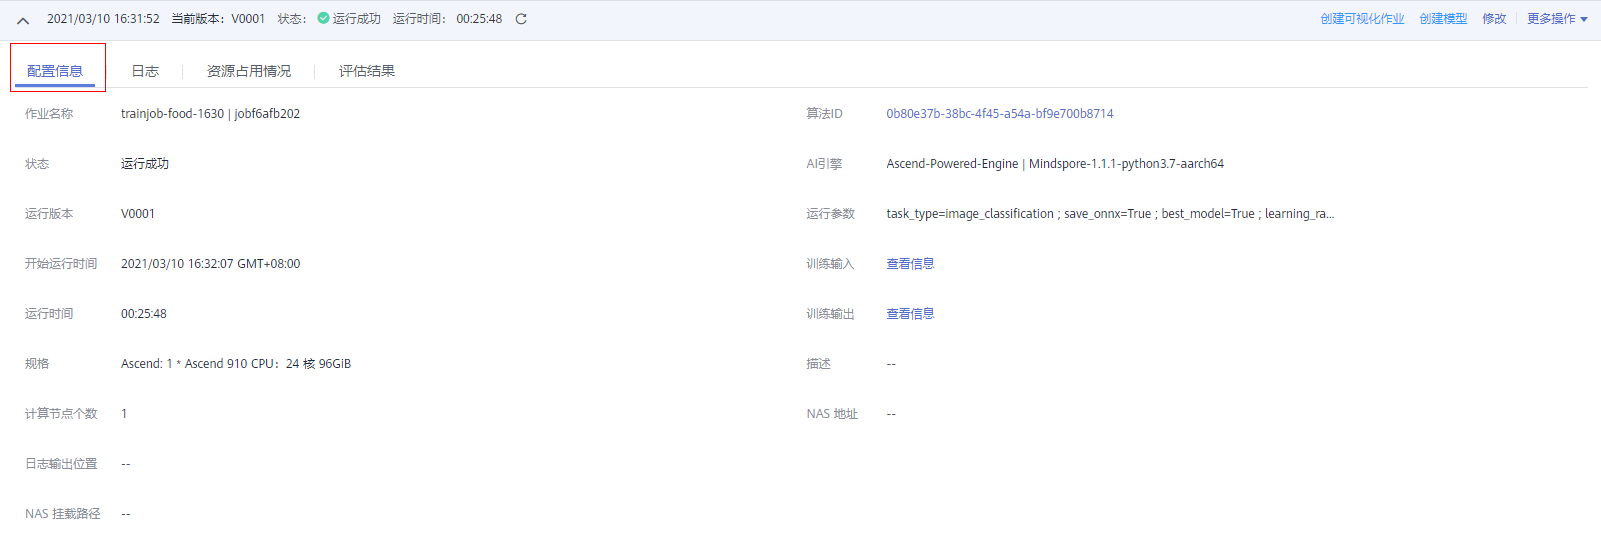 2021/03/10 16:31:52 当前版本：V0001 状态： 运行成功 运行时间： 00:25:48 创建可视化作业 创建模型 修改 更多操作
配置信息 日志 资源占用情况 评估结果
作业名称 trainjob-food-1630 | jobf6afb202 算法ID 0b80e37b-38bc-4f45-a54a-bf9e700b8714
状态 运行成功 AI引擎 Ascend-Powered-Engine | Mindspore-1.1.1-python3.7-aarch64
运行版本 V0001 运行参数 task_type=image_classification ; save_onnx=True ; best_model=True ; learning_ra...
开始运行时间 2021/03/10 16:32:07 GMT+08:00 训练输入 查看信息
运行时间 00:25:48 训练输出 查看信息
规格 Ascend: 1 * Ascend 910 CPU：24 核 96GiB 描述 --
计算节点个数 1 NAS 地址 --
日志输出位置 --
NAS 挂载路径 --